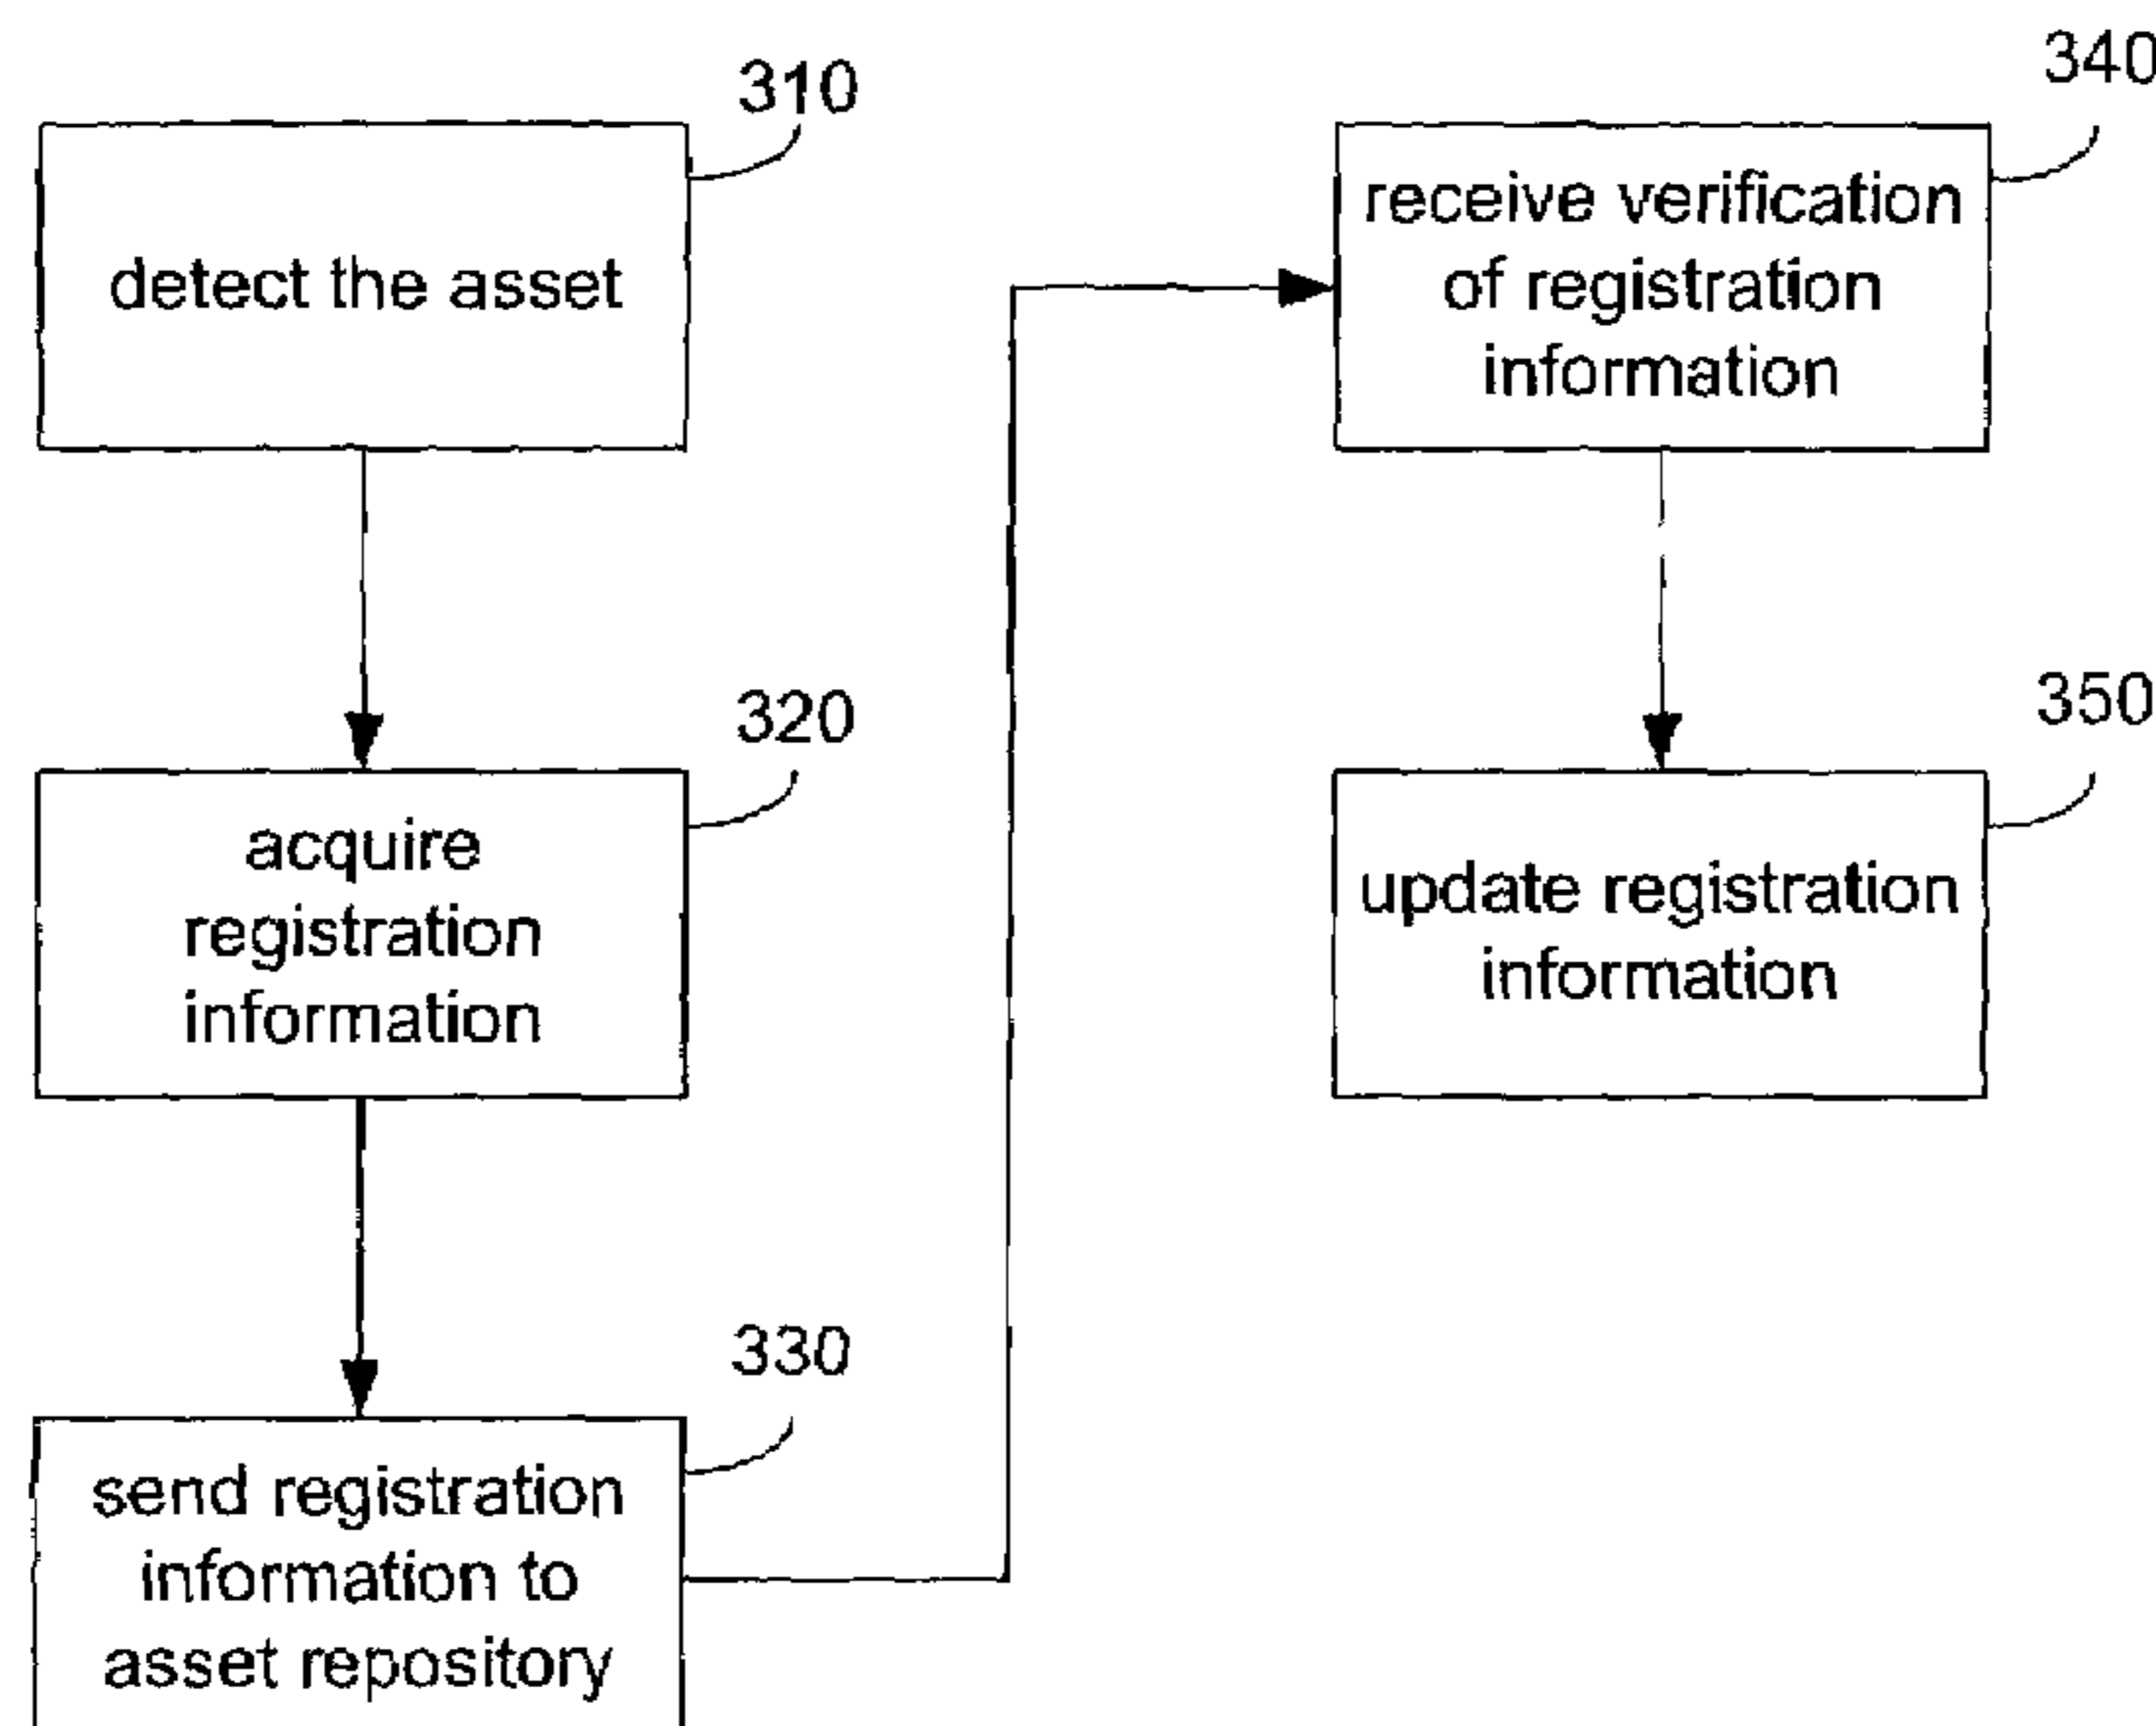 310
detect the asset
320
acquire
registration
information
330
send registration
information to
asset repository
340
receive verification
of registration
information
350
update registration
information